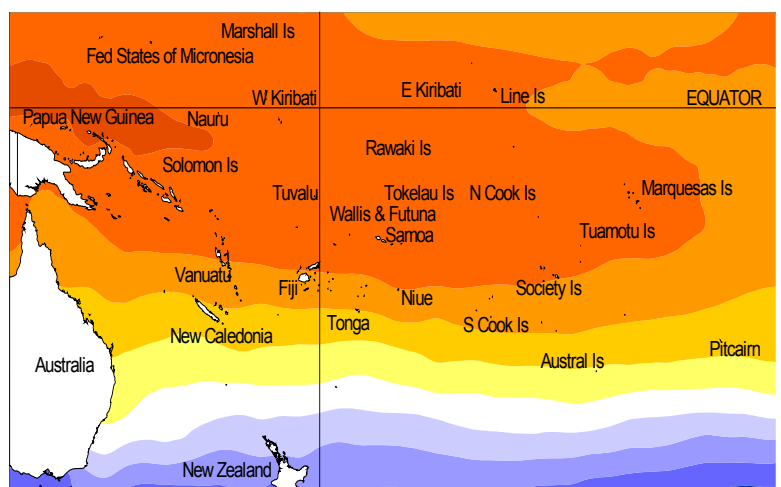 Marshall Is
Fed States of Micronesia
W Kiribati
E Kiribati
Line Is
EQUATOR
Papua New Guinea
Nauru
Rawaki Is
Solomon Is
Tuvalu
Tokelau Is
N Cook Is
Marquesas Is
Wallis & Futuna
Samoa
Tuamotu Is
Vanuatu
Fiji
Niue
Society Is
New Caledonia
Tonga
S Cook Is
Australia
Austral Is
Pitcairn
New Zealand